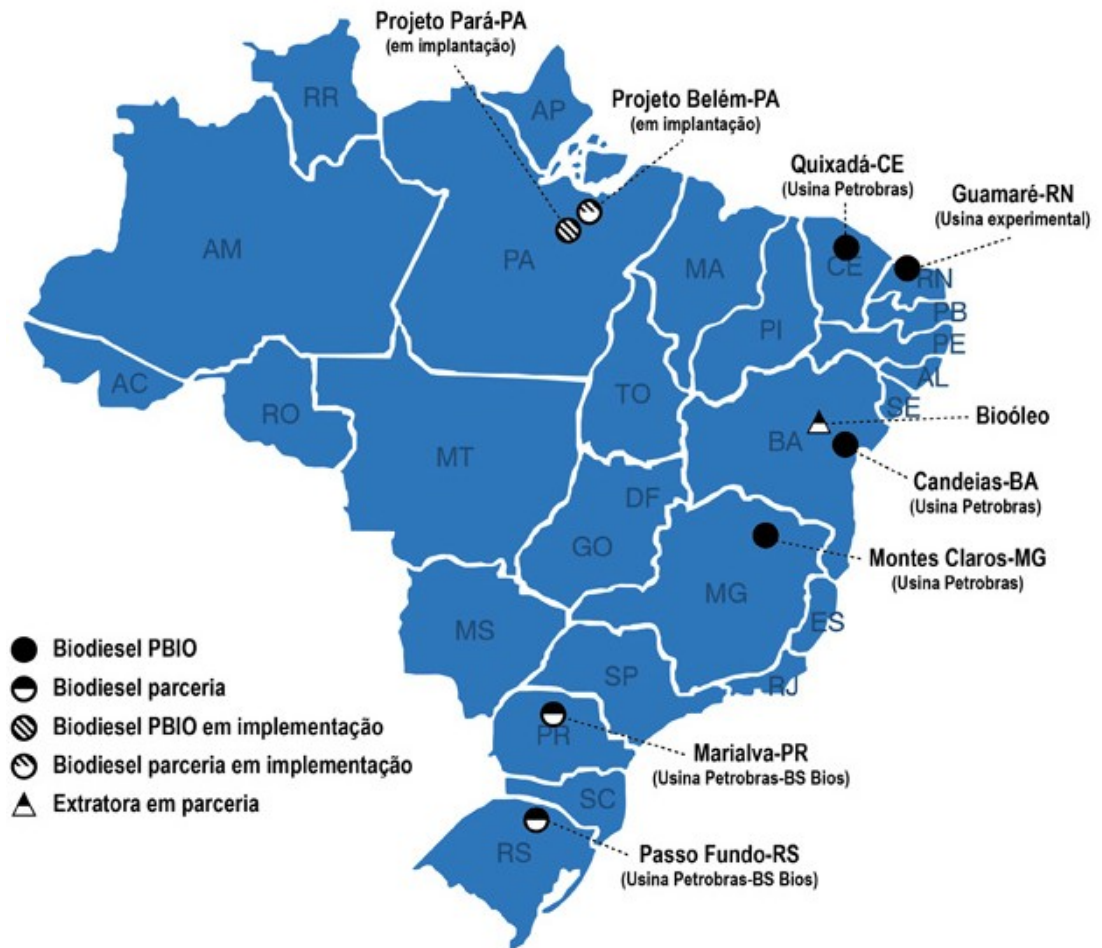 Projeto Pará-PA
(em implantação)
Projeto Belém-PA
(em implantação)
Quixadá-CE
(Usina Petrobras)
Guamaré-RN
(Usina experimental)
RR
AP
AM
PA
MA
CE
RN
PB
PI
PE
AL
AC
RO
TO
SE
Bioóleo
BA
MT
Candeias-BA
(Usina Petrobras)
DF
GO
Montes Claros-MG
(Usina Petrobras)
MG
ES
MS
SP
RJ
Biodiesel PBIO
Biodiesel parceria
Biodiesel PBIO em implementação
Biodiesel parceria em implementação
Extratora em parceria
PR
Marialva-PR
(Usina Petrobras-BS Bios)
SC
RS
Passo Fundo-RS
(Usina Petrobras-BS Bios)